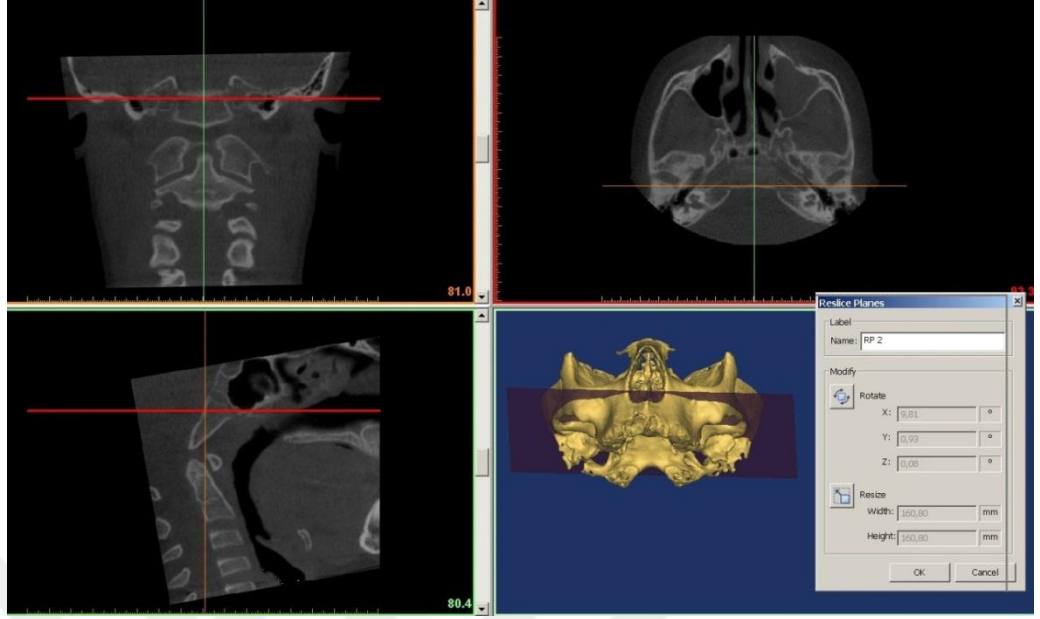 81.0
Reslice Planes
Label
Name: RP 2
Modify
Rotate
X: 9,81 °
Y: 0,93 °
Z: 0,08 °
Resize
Width: 160,80 mm
Height: 160,80 mm
OK Cancel
80.4